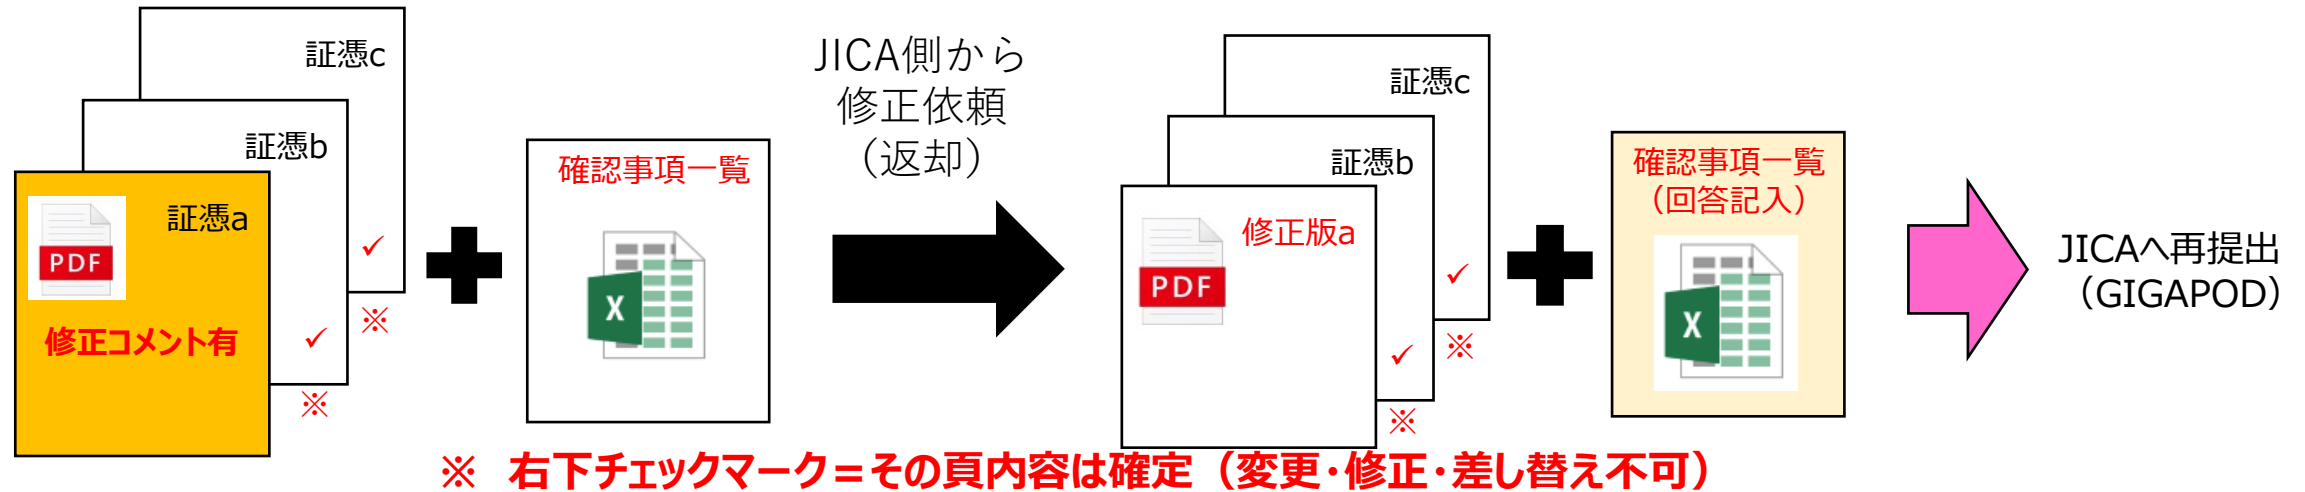 証憑c
証憑b
証憑a
PDF
修正コメント有
✓
※
✓
※
確認事項一覧
X
JICA側から
修正依頼
（返却）
証憑c
証憑b
修正版a
PDF
✓
※
✓
※
確認事項一覧
（回答記入）
X
JICAへ再提出
（GIGAPOD）
※　右下チェックマーク＝その頁内容は確定（変更・修正・差し替え不可）